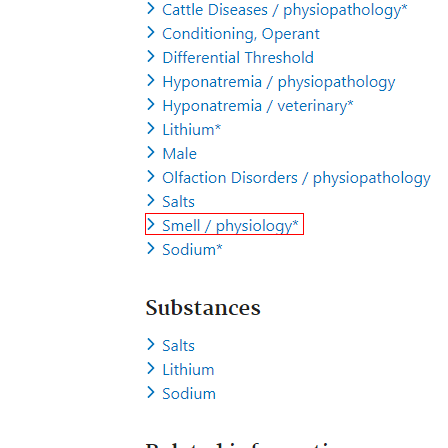 Cattle Diseases / physiopathology*
Conditioning, Operant
Differential Threshold
Hyponatremia / physiopathology
Hyponatremia / veterinary*
Lithium*
Male
Olfaction Disorders / physiopathology
Salts
Smell / physiology*
Sodium*
Substances
Salts
Lithium
Sodium